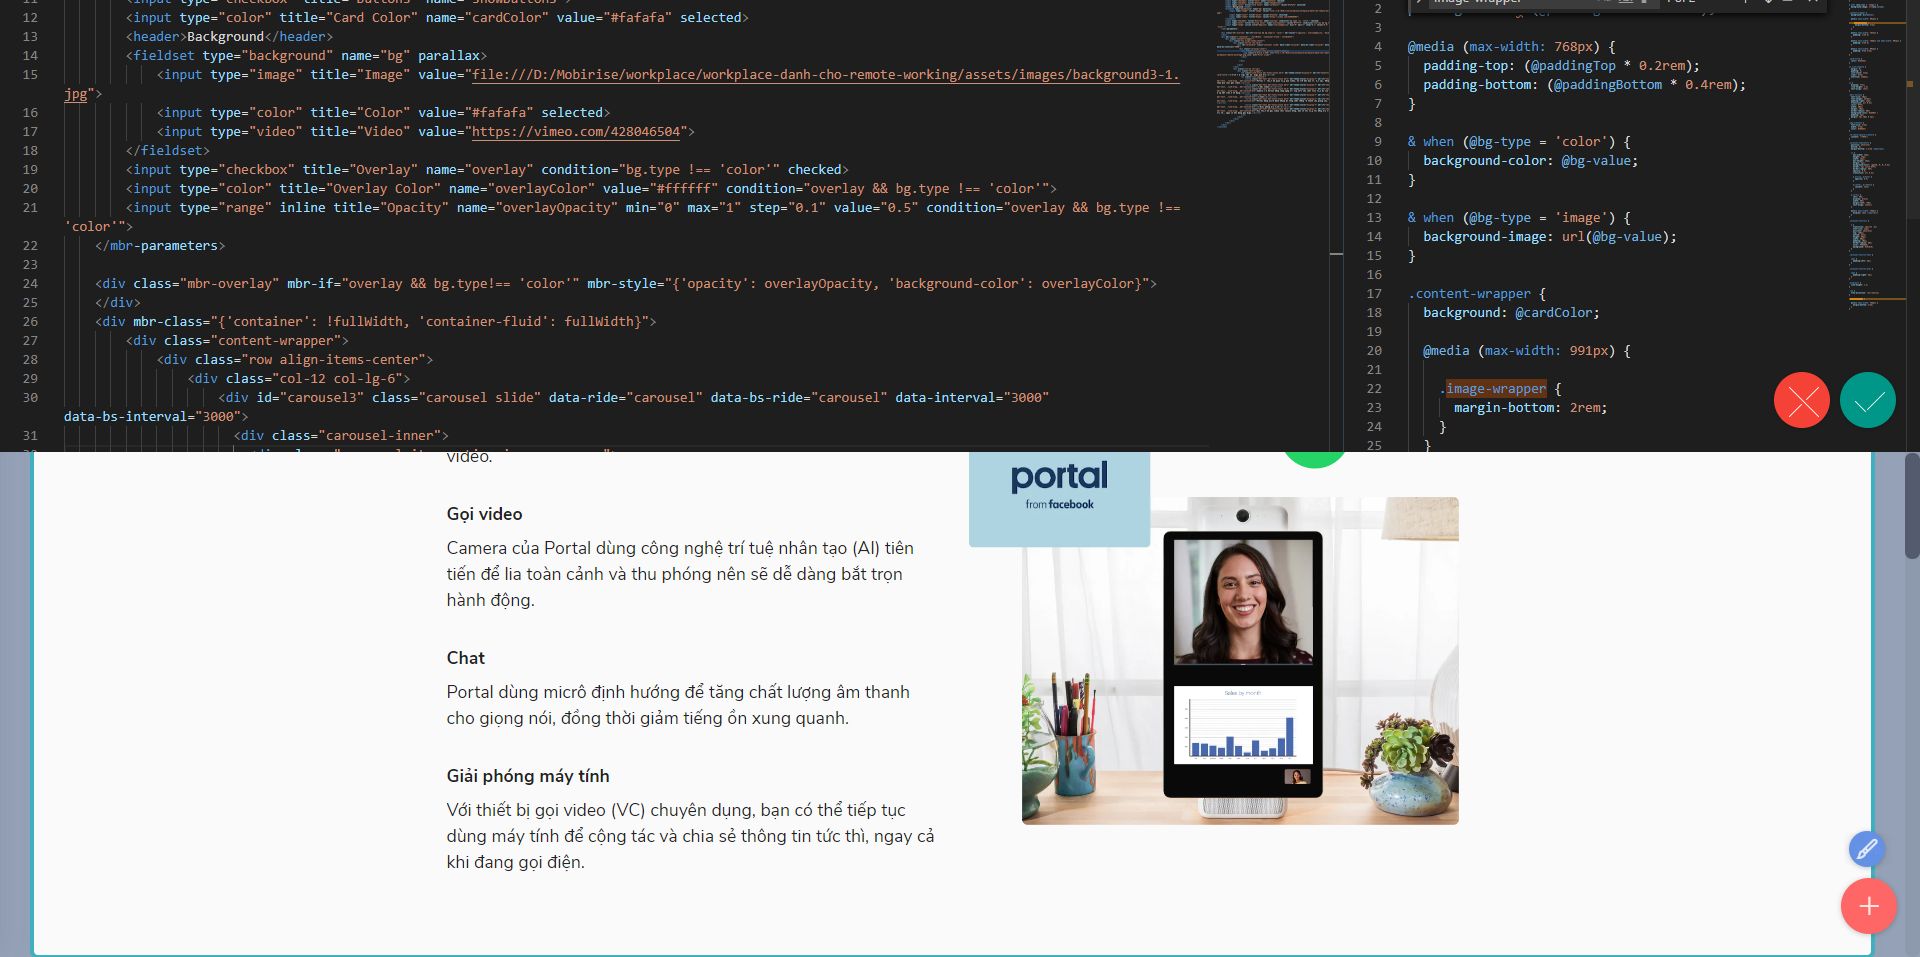 12 <input type="color" title="Card Color" name="cardColor" value="#fafafa" selected>
13 <header>Background</header>
14 <fieldset type="background" name="bg" parallax>
15 <input type="image" title="Image" value="file:///D:/Mobirise/workplace/workplace-danh-cho-remote-working/assets/images/background3-1.
jpg">
16 <input type="color" title="Color" value="#fafafa" selected>
17 <input type="video" title="Video" value="https://vimeo.com/428046504">
18 </fieldset>
19 <input type="checkbox" title="Overlay" name="overlay" condition="bg.type !== 'color'" checked>
20 <input type="color" title="Overlay Color" name="overlayColor" value="#ffffff" condition="overlay && bg.type !== 'color'">
21 <input type="range" inline title="Opacity" name="overlayOpacity" min="0" max="1" step="0.1" value="0.5" condition="overlay && bg.type !==
'color'">
22 </mbr-parameters>
23
24 <div class="mbr-overlay" mbr-if="overlay && bg.type!== 'color'" mbr-style="{'opacity': overlayOpacity, 'background-color': overlayColor}">
25 </div>
26 <div mbr-class="{'container': !fullWidth, 'container-fluid': fullWidth}">
27 <div class="content-wrapper">
28 <div class="row align-items-center">
29 <div class="col-12 col-lg-6">
30 <div id="carousel3" class="carousel slide" data-ride="carousel" data-bs-ride="carousel" data-interval="3000"
data-bs-interval="3000">
31 <div class="carousel-inner">
2
3
4 @media (max-width: 768px) {
5 padding-top: (@paddingTop * 0.2rem);
6 padding-bottom: (@paddingBottom * 0.4rem);
7 }
8
9 & when (@bg-type = 'color') {
10 background-color: @bg-value;
11 }
12
13 & when (@bg-type = 'image') {
14 background-image: url(@bg-value);
15 }
16
17 .content-wrapper {
18 background: @cardColor;
19
20 @media (max-width: 991px) {
21
22 .image-wrapper {
23 margin-bottom: 2rem;
24 }
25 }
video.
Gọi video
Camera của Portal dùng công nghệ trí tuệ nhân tạo (AI) tiên
tiến để lia toàn cảnh và thu phóng nên sẽ dễ dàng bắt trọn
hành động.
Chat
Portal dùng micrô định hướng để tăng chất lượng âm thanh
cho giọng nói, đồng thời giảm tiếng ồn xung quanh.
Giải phóng máy tính
Với thiết bị gọi video (VC) chuyên dụng, bạn có thể tiếp tục
dùng máy tính để cộng tác và chia sẻ thông tin tức thì, ngay cả
khi đang gọi điện.
portal
from facebook
Sales by month